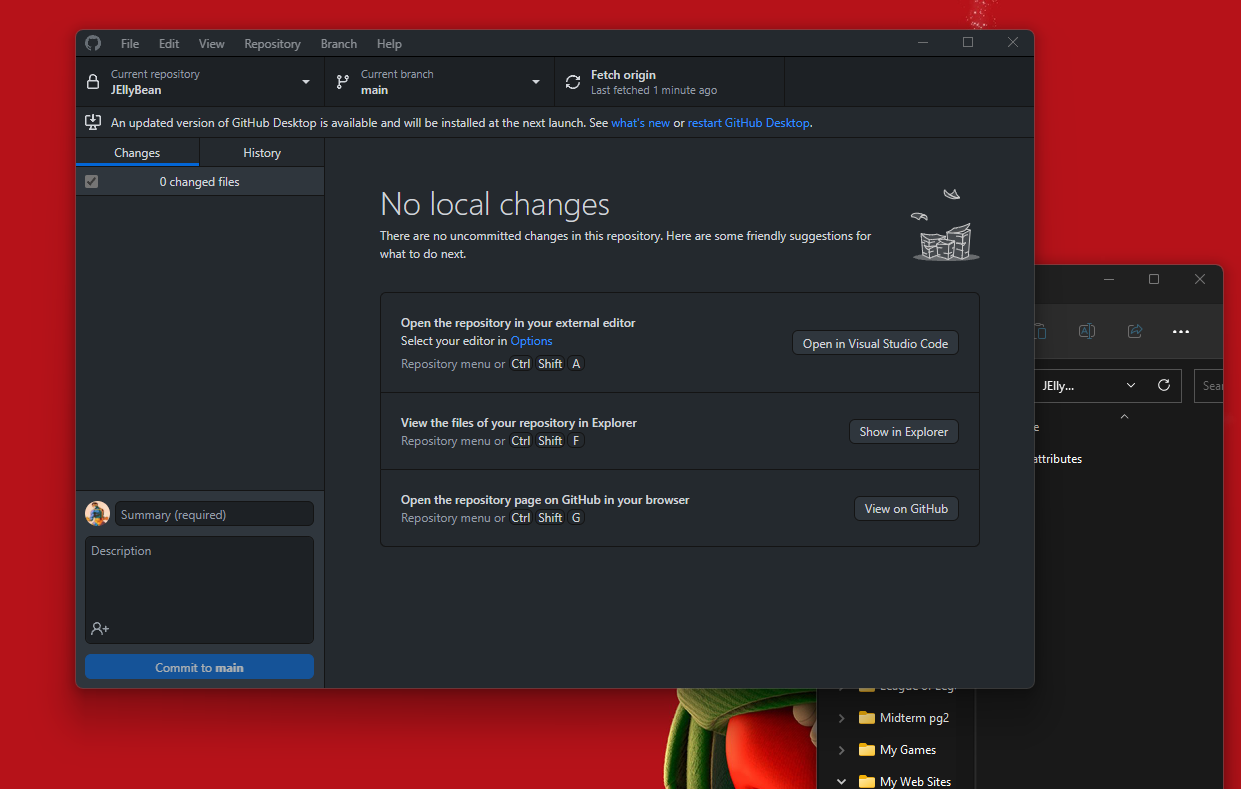 File Edit View Repository Branch Help
Current repository
JEllyBean
Current branch
main
Fetch origin
Last fetched 1 minute ago
An updated version of GitHub Desktop is available and will be installed at the next launch. See what's new or restart GitHub Desktop.
Changes History
0 changed files
No local changes
There are no uncommitted changes in this repository. Here are some friendly suggestions for
what to do next.
Open the repository in your external editor
Select your editor in Options
Repository menu or Ctrl Shift A
Open in Visual Studio Code
View the files of your repository in Explorer
Repository menu or Ctrl Shift F
Show in Explorer
Open the repository page on GitHub in your browser
Repository menu or Ctrl Shift G
View on GitHub
Summary (required)
Description
Commit to main
JElly...
Sear
e
attributes
Midterm pg2
My Games
My Web Sites